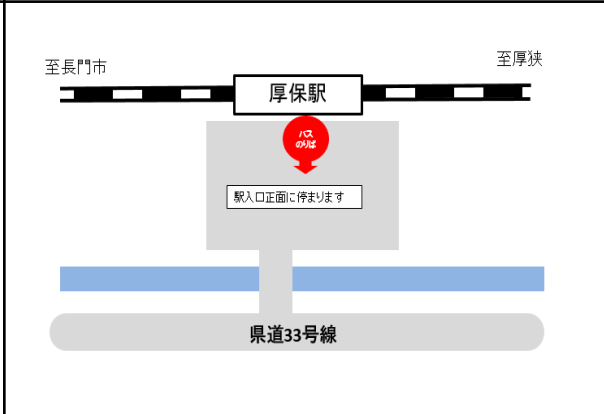 至長門市
至厚狭
厚保駅
バス
のりば
駅入口正面に停まります
県道33号線